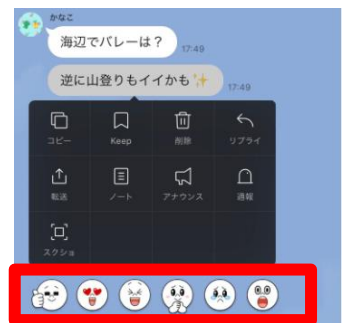 かなこ
海辺でバレーは？
17:49
逆に山登りもイイかも✨
17:49
コピー Keep 削除 リプライ
転送 ノート アナウンス 通報
スクショ